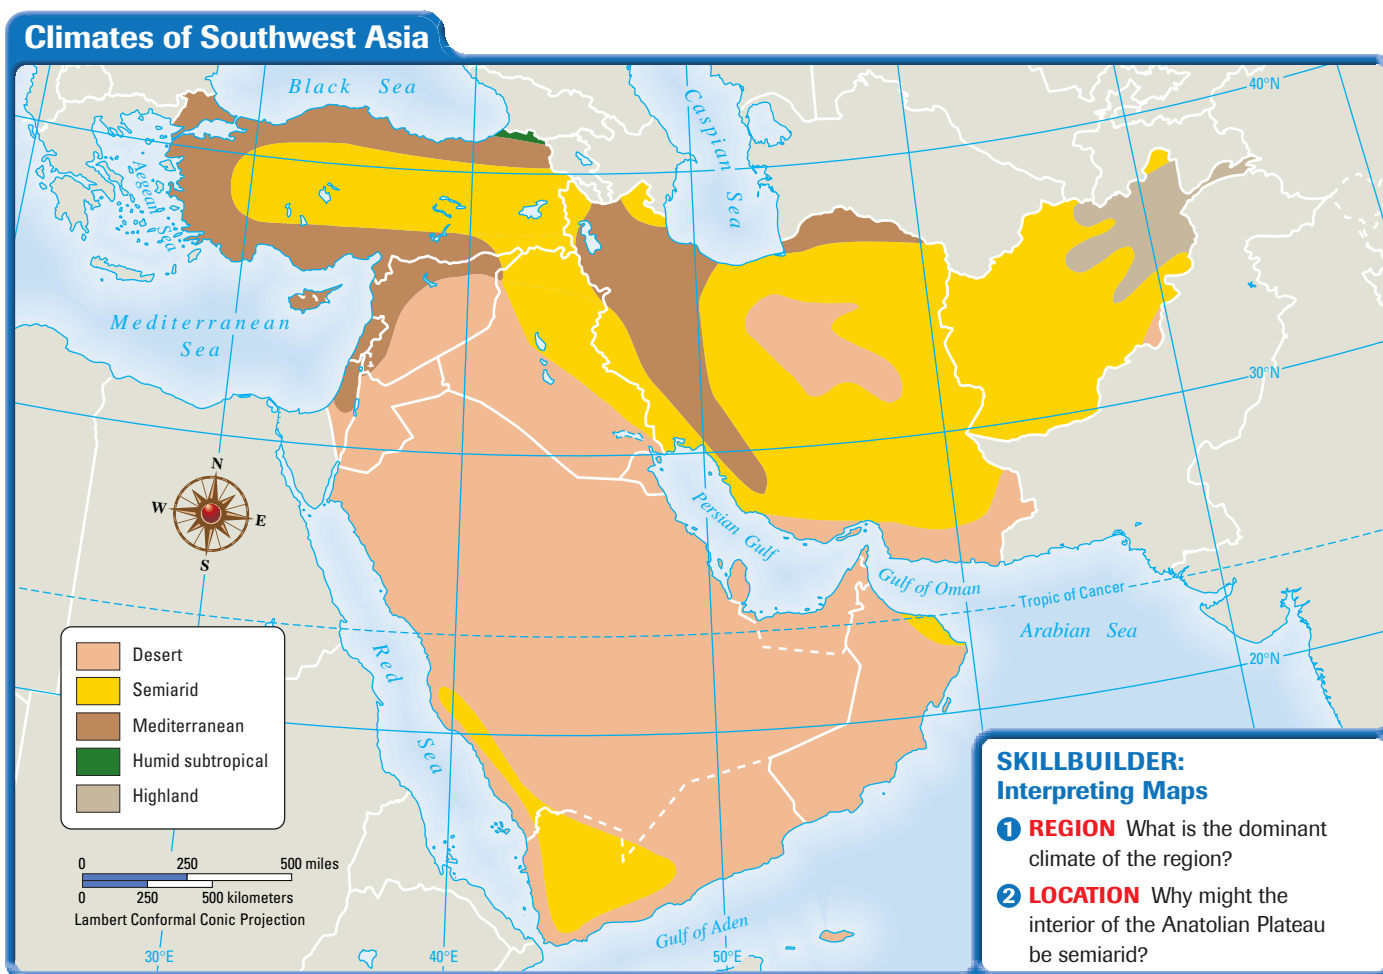 Climates of Southwest Asia
Black Sea
Caspian Sea
40°N
Aegean Sea
Mediterranean
Sea
30°N
N
W
E
S
Persian Gulf
Gulf of Oman
Tropic of Cancer
Arabian Sea
20°N
Red Sea
Desert
Semiarid
Mediterranean
Humid subtropical
Highland
0 250 500 miles
0 250 500 kilometers
Lambert Conformal Conic Projection
Gulf of Aden
30°E
40°E
50°E
SKILLBUILDER:
Interpreting Maps
1 REGION What is the dominant
climate of the region?
2 LOCATION Why might the
interior of the Anatolian Plateau
be semiarid?